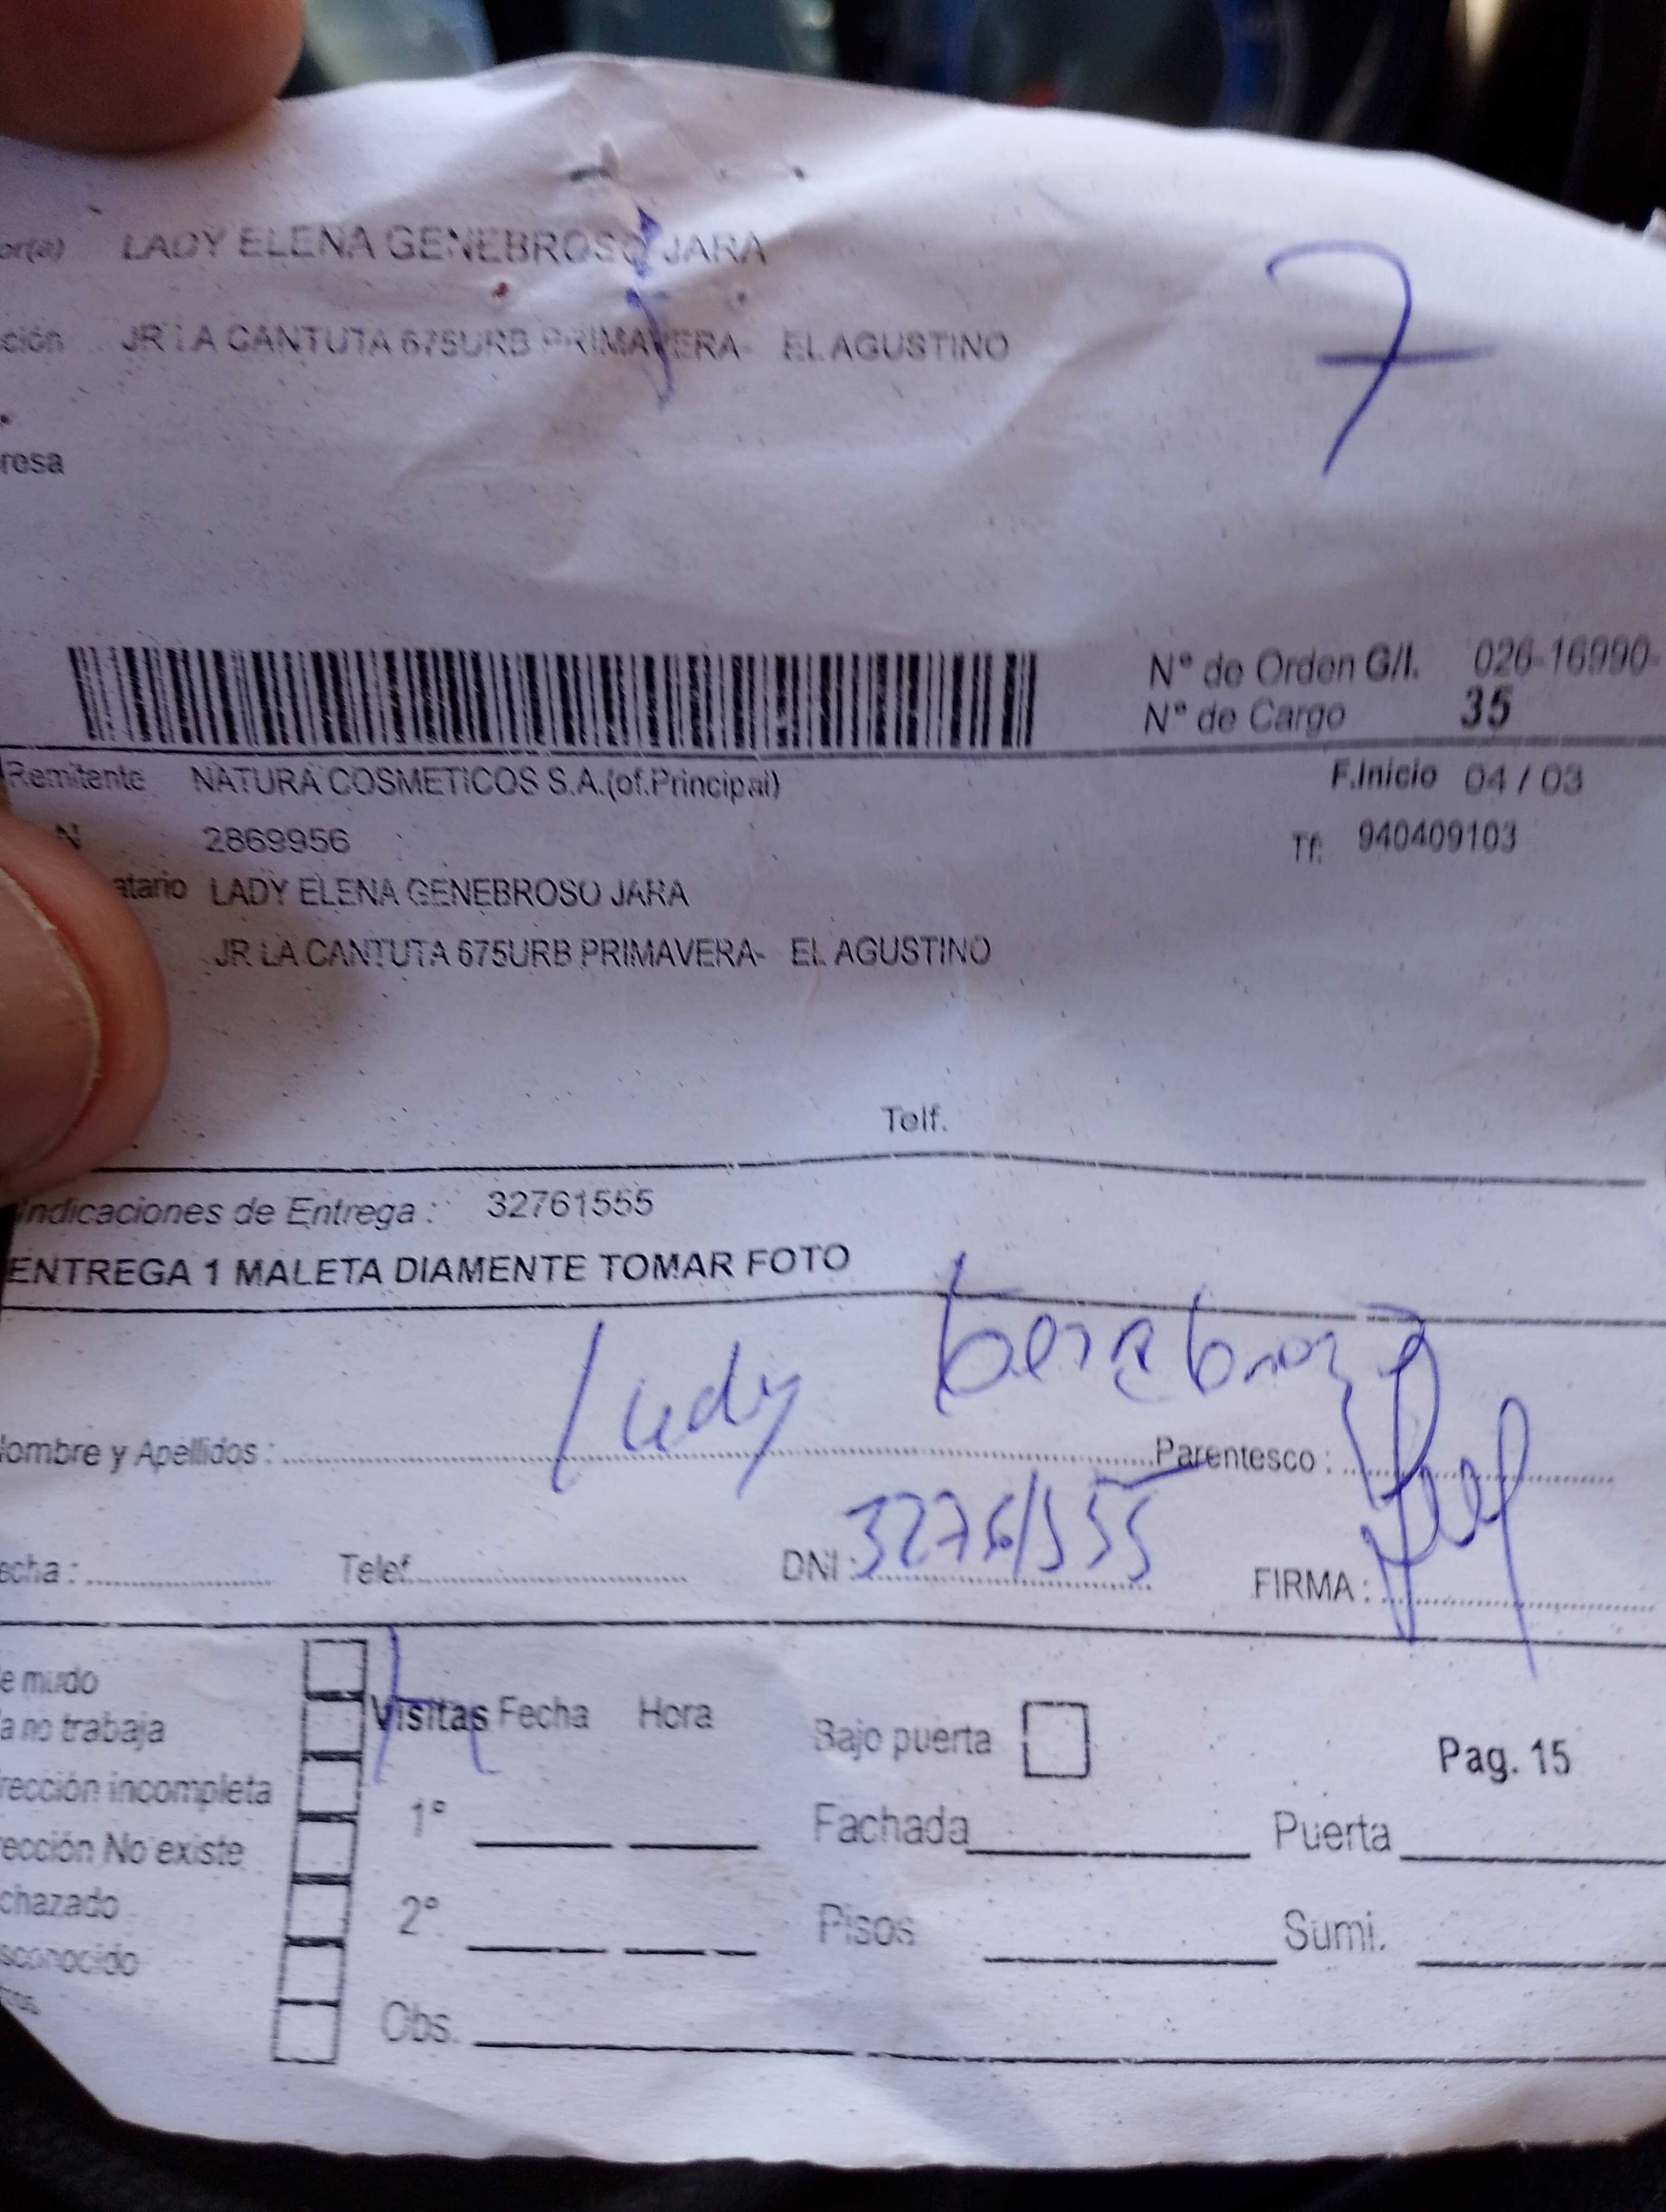 or(a) LADY ELENA GENEBROSO JARA
7
ción JR LA CANTUTA 675URB PRIMAVERA- EL AGUSTINO
resa
Nº de Orden G/I. 026-16990-
Nº de Cargo 35
Remitente NATURA COSMETICOS S.A.(of.Principal) F.Inicio 04 / 03
N 2869956 Tf: 940409103
atario LADY ELENA GENEBROSO JARA
JR LA CANTUTA 675URB PRIMAVERA- EL AGUSTINO
Telf.
Indicaciones de Entrega : 32761555
ENTREGA 1 MALETA DIAMENTE TOMAR FOTO
Lady
Nombre y Apellidos : Parentesco :
echa : Telef. DNI : 32761555 FIRMA :
e mudo
a no trabaja Visitas Fecha Hora Bajo puerta Pag. 15
rección incompleta
1º Fachada Puerta
rección No existe
chazado
2º Pisos Sumi.
sconocido
Obs.